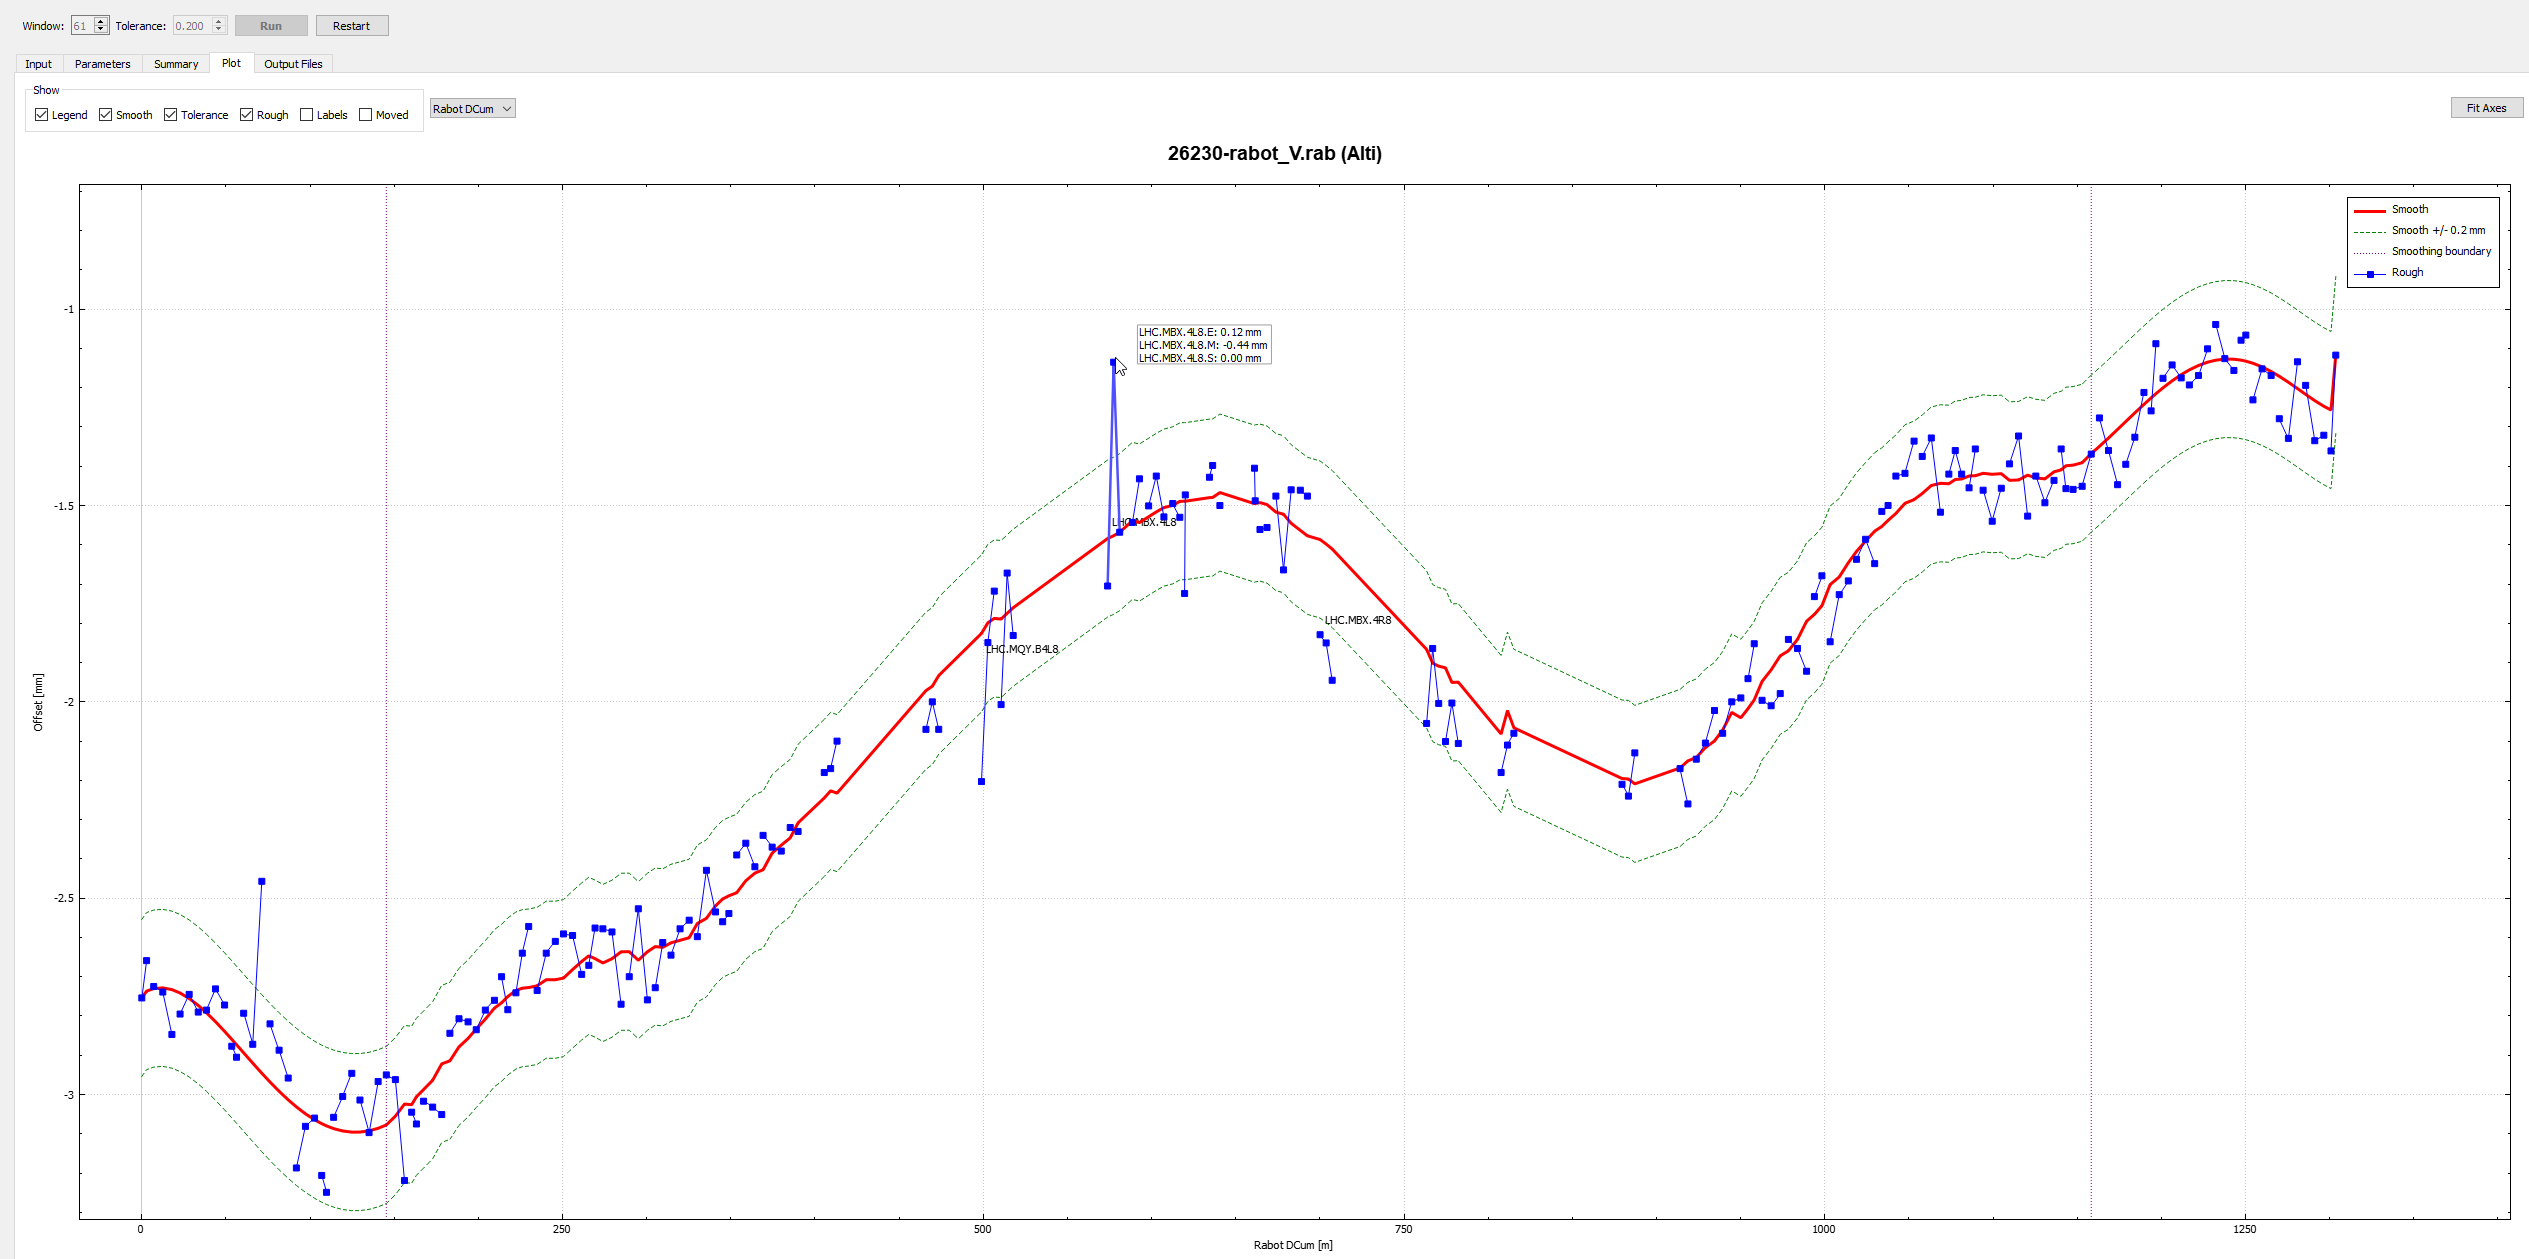 Window: 61 Tolerance: 0.200 Run Restart
Input Parameters Summary Plot Output Files
Show
Legend Smooth Tolerance Rough Labels Moved Rabot DCum Fit Axes
26230-rabot_V.rab (Alti)
Smooth
Smooth +/- 0.2 mm
Smoothing boundary
Rough
-1
LHC.MBX.4L8.E: 0.12 mm
LHC.MBX.4L8.M: -0.44 mm
LHC.MBX.4L8.S: 0.00 mm
-1.5
LHC.MBX.4L8
LHC.MBX.4R8
LHC.MQY.B4L8
Offset [mm]
-2
-2.5
-3
0 250 500 750 1000 1250
Rabot DCum [m]